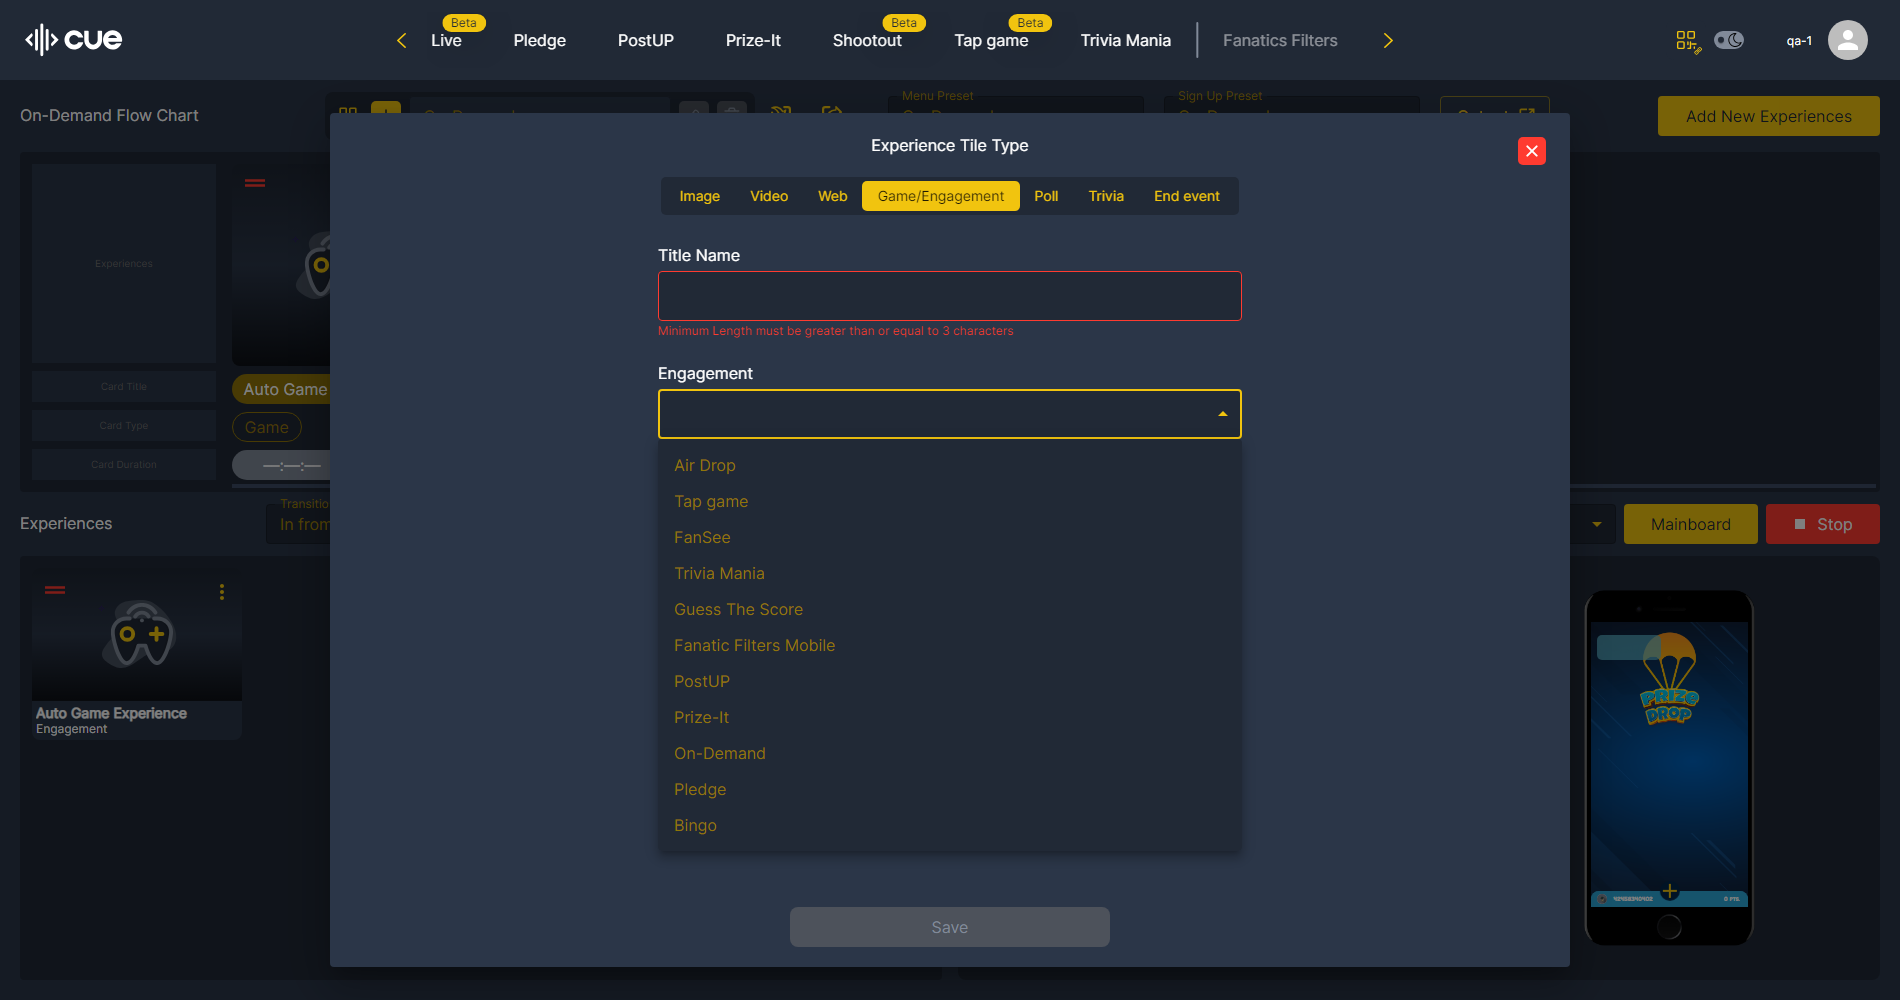 cue
Beta
Live
Pledge
PostUP
Prize-It
Beta
Shootout
Beta
Tap game
Trivia Mania
Fanatics Filters
qa-1
On-Demand Flow Chart
Menu Preset
Sign Up Preset
Add New Experiences
Experience Tile Type
Image Video Web Game/Engagement Poll Trivia End event
Title Name
Minimum Length must be greater than or equal to 3 characters
Engagement
Air Drop
Tap game
FanSee
Trivia Mania
Guess The Score
Fanatic Filters Mobile
PostUP
Prize-It
On-Demand
Pledge
Bingo
Save
Experiences
Card Title
Card Type
Card Duration
Auto Game
Game
—:—:—
Experiences
Transitio
In from
Mainboard
Stop
Auto Game Experience
Engagement
PRIZE
DROP
0 PTS